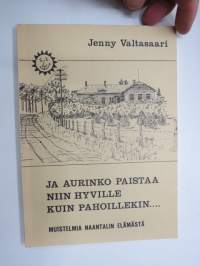 Jenny Valtasaari
JA AURINKO PAISTAA
NIIN HYVILLE
KUIN PAHOILLEKIN....
MUISTELMIA NAANTALIN ELÄMÄSTÄ